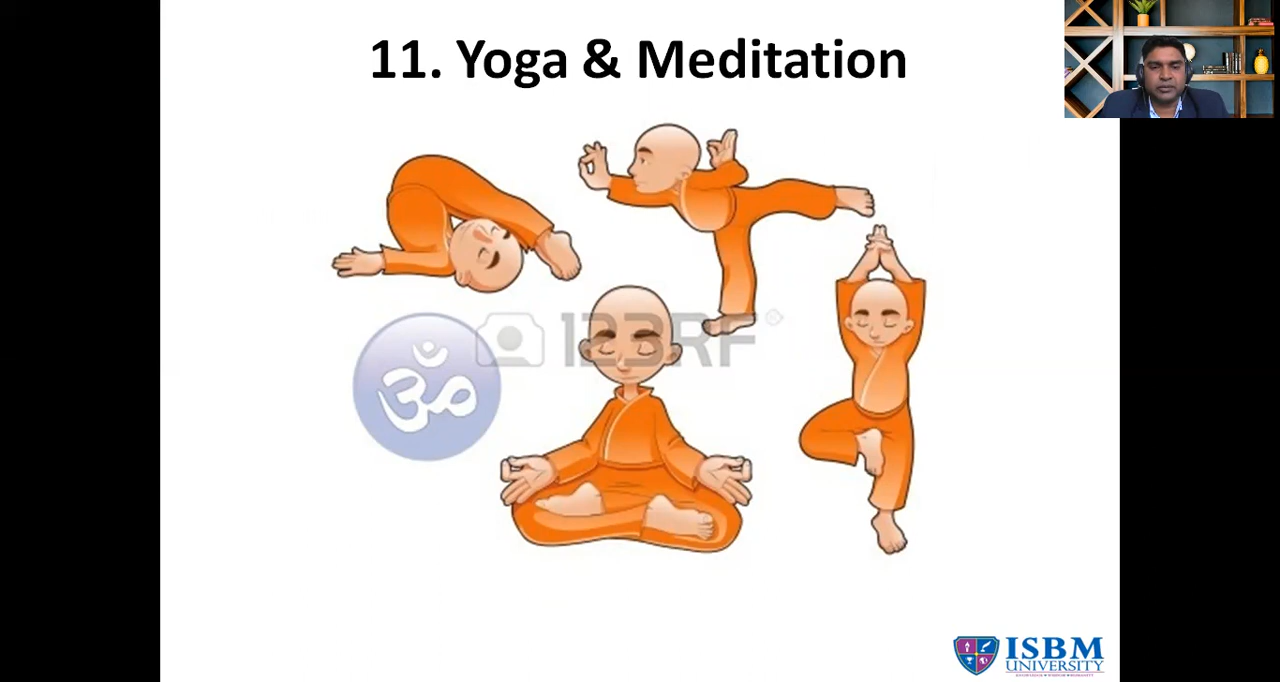 11. Yoga & Meditation
123RF
ॐ
ISBM
UNIVERSITY